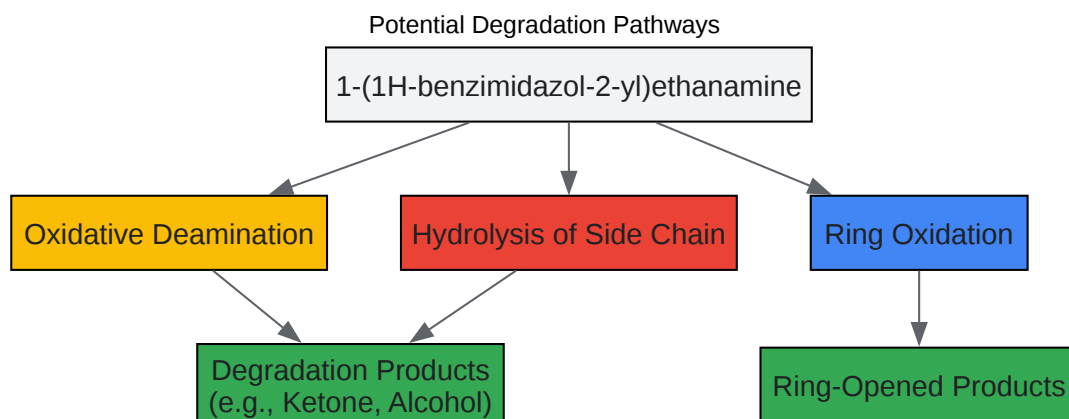 Potential Degradation Pathways
1-(1H-benzimidazol-2-yl)ethanamine
Oxidative Deamination
Hydrolysis of Side Chain
Ring Oxidation
Degradation Products
(e.g., Ketone, Alcohol)
Ring-Opened Products